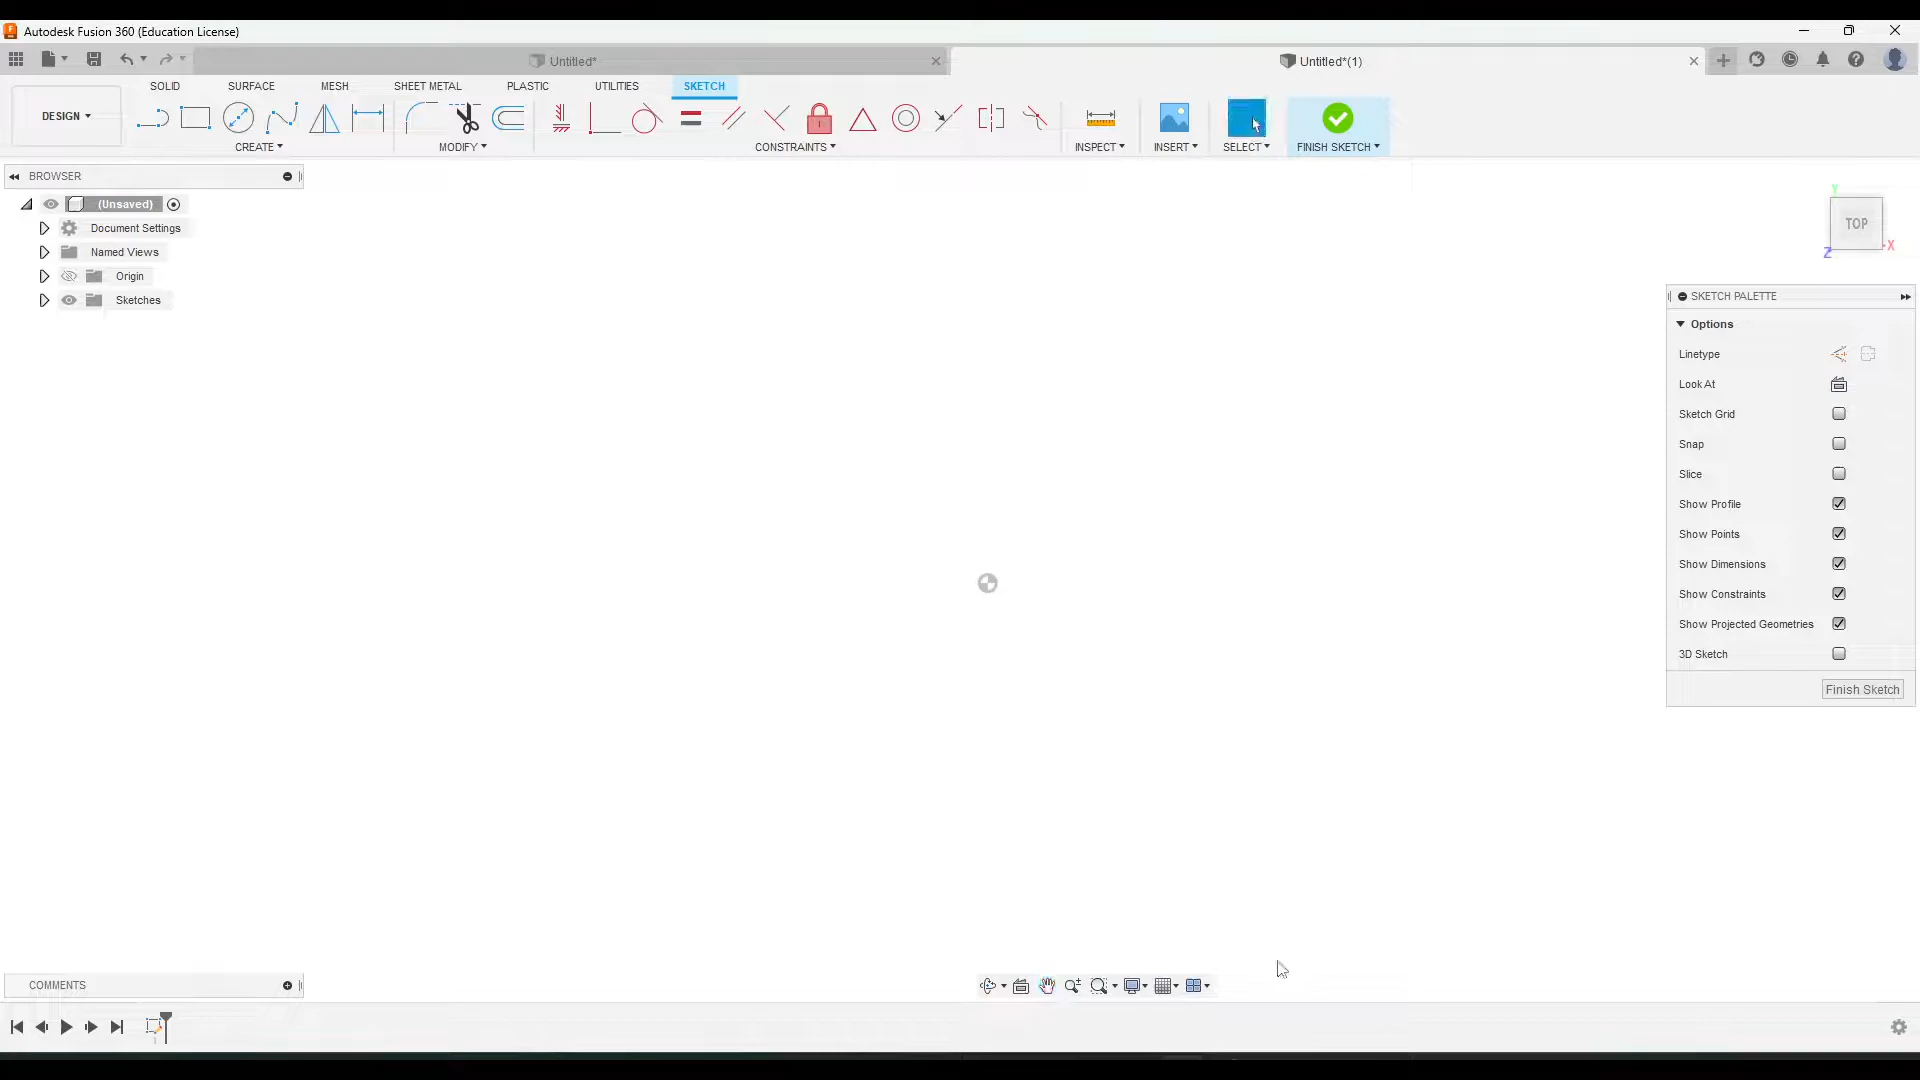 Autodesk Fusion 360 (Education License)
Untitled*
Untitled*(1)
SOLID
SURFACE
MESH
SHEET METAL
PLASTIC
UTILITIES
SKETCH
DESIGN
CREATE
MODIFY
CONSTRAINTS
INSPECT
INSERT
SELECT
FINISH SKETCH
BROWSER
(Unsaved)
Document Settings
Named Views
Origin
Sketches
Y
TOP
X
Z
SKETCH PALETTE
Options
Linetype
Look At
Sketch Grid
Snap
Slice
Show Profile
Show Points
Show Dimensions
Show Constraints
Show Projected Geometries
3D Sketch
Finish Sketch
COMMENTS